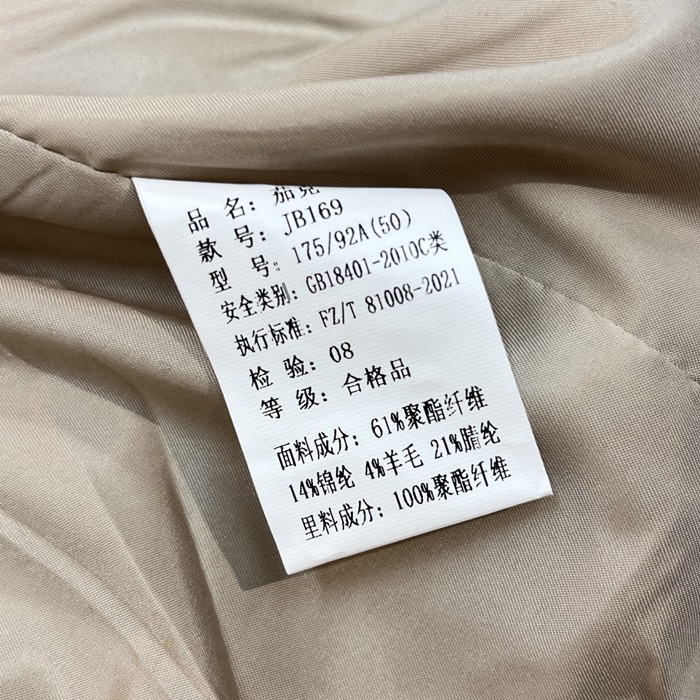 品 名: 茄克
款 号: JB169
型 号: 175/92A(50)
安全类别: GB18401-2010C类
执行标准: FZ/T 81008-2021
检 验: 08
等 级: 合格品
面料成分: 61%聚酯纤维
14%锦纶 4%羊毛 21%腈纶
里料成分: 100%聚酯纤维